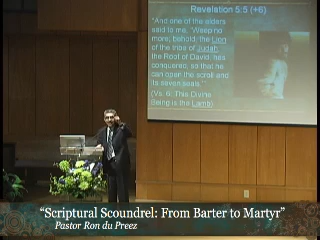 Revelation 5:5 (+6)
"And one of the elders
said to me, "Weep no
more; behold, the Lion
of the tribe of Judah,
the Root of David, has
conquered, so that he
can open the scroll and
its seven seals."
(Vs. 6: This Divine
Being is the Lamb)
"Scriptural Scoundrel: From Barter to Martyr"
Pastor Ron du Preez